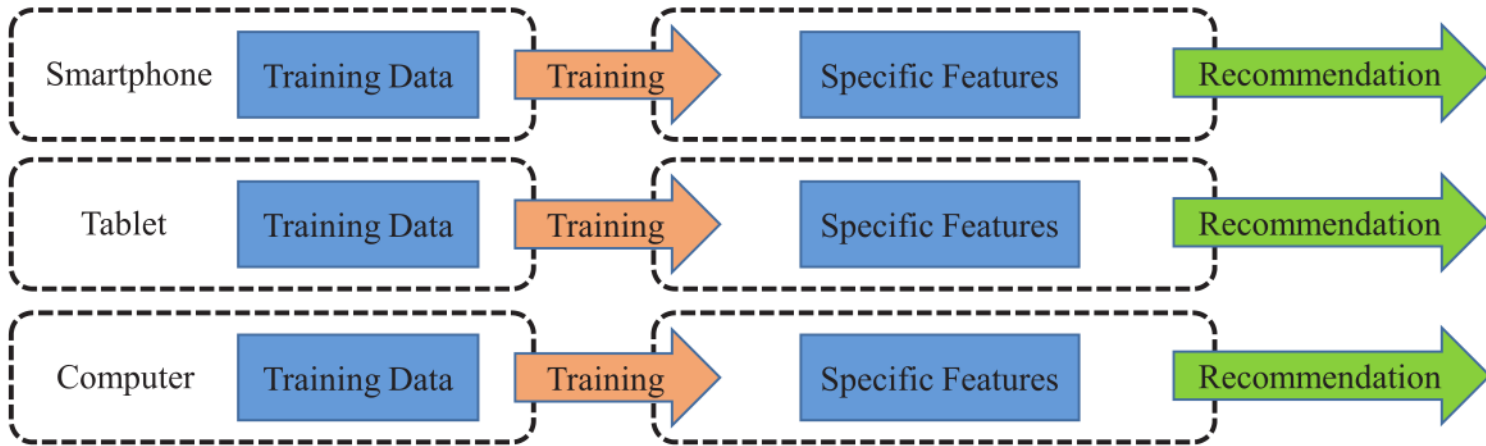 Smartphone Training Data Training Specific Features Recommendation
Tablet Training Data Training Specific Features Recommendation
Computer Training Data Training Specific Features Recommendation